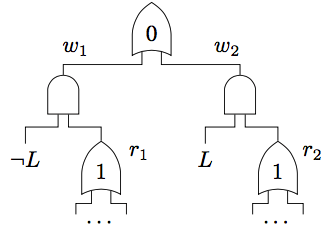 0
w₁ w₂
¬L r₁ L r₂
1 1
... ...